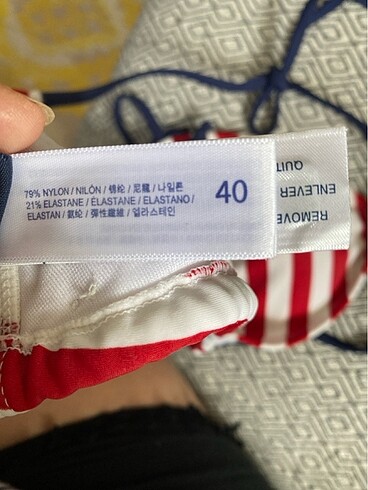 79% NYLON / NILÓN / 锦纶 / 尼龍 / 나일론
21% ELASTANE / ÉLASTANE / ELASTANO /
ELASTAN / 氨纶 / 彈性纖維 / 엘라스테인
40
REMOVE
ENLEVER
QUIT